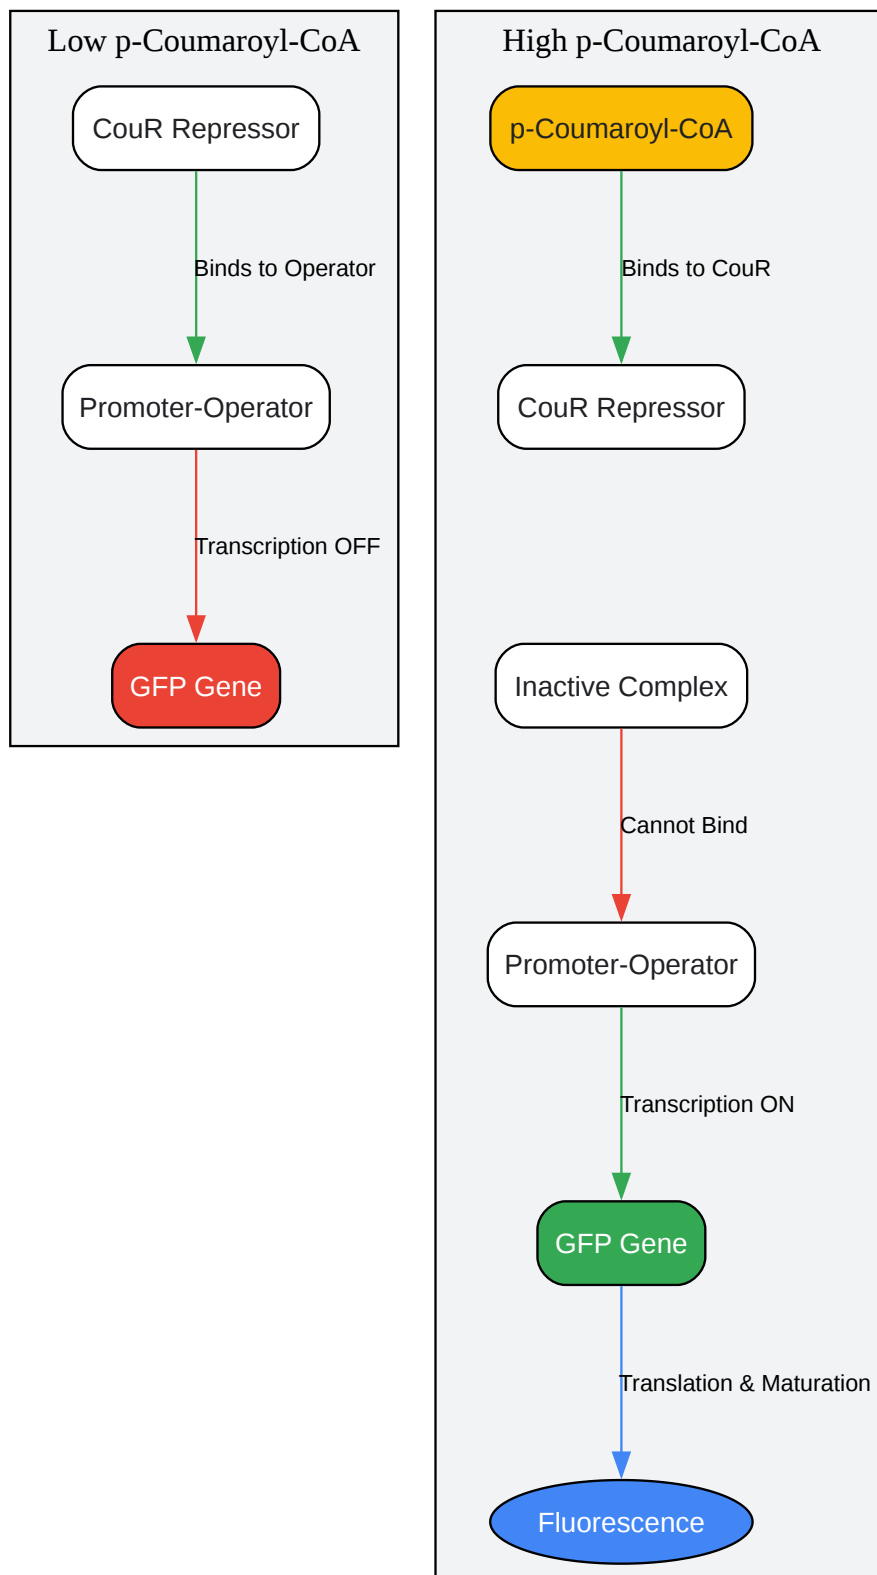 Low p-Coumaroyl-CoA
CouR Repressor
Binds to Operator
Promoter-Operator
Transcription OFF
GFP Gene
High p-Coumaroyl-CoA
p-Coumaroyl-CoA
Binds to CouR
CouR Repressor
Inactive Complex
Cannot Bind
Promoter-Operator
Transcription ON
GFP Gene
Translation & Maturation
Fluorescence